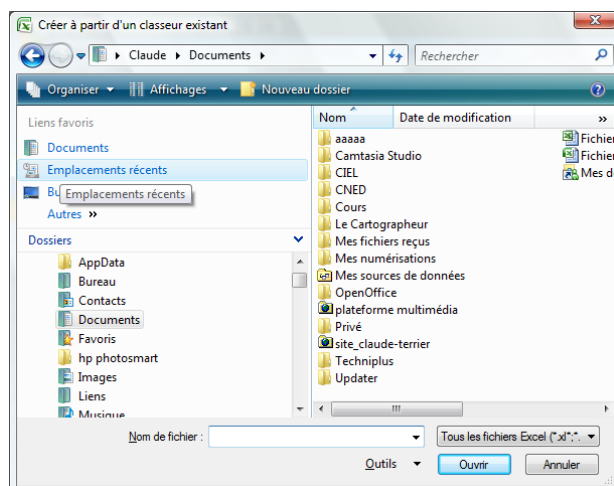 Créer à partir d'un classeur existant
Claude Documents
Rechercher
Organiser Affichages Nouveau dossier
Liens favoris
Documents
Emplacements récents
Bu
Emplacements récents
Autres »
Dossiers
AppData
Bureau
Contacts
Documents
Favoris
hp photosmart
Images
Liens
Musique
Nom Date de modification »
aaaaa
Camtasia Studio
CIEL
CNED
Cours
Le Cartographeur
Mes fichiers reçus
Mes numérisations
Mes sources de données
OpenOffice
plateforme multimédia
Privé
site_claude-terrier
Techniplus
Updater
Fichier
Fichier
Mes d
Nom de fichier :
Tous les fichiers Excel (*.xl*;*.
Outils Ouvrir Annuler